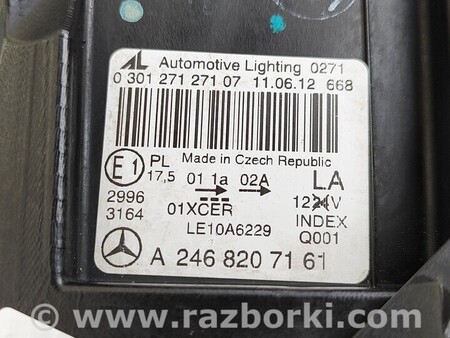 AL Automotive Lighting 0271
0 301 271 271 07 11.06.12 668
Made in Czech Republic
E1 PL 17,5 01 1a 02A LA
2996 01XCER 1224V
3164 LE10A6229 INDEX
Q001
A 246 820 71 61
www.razborki.com